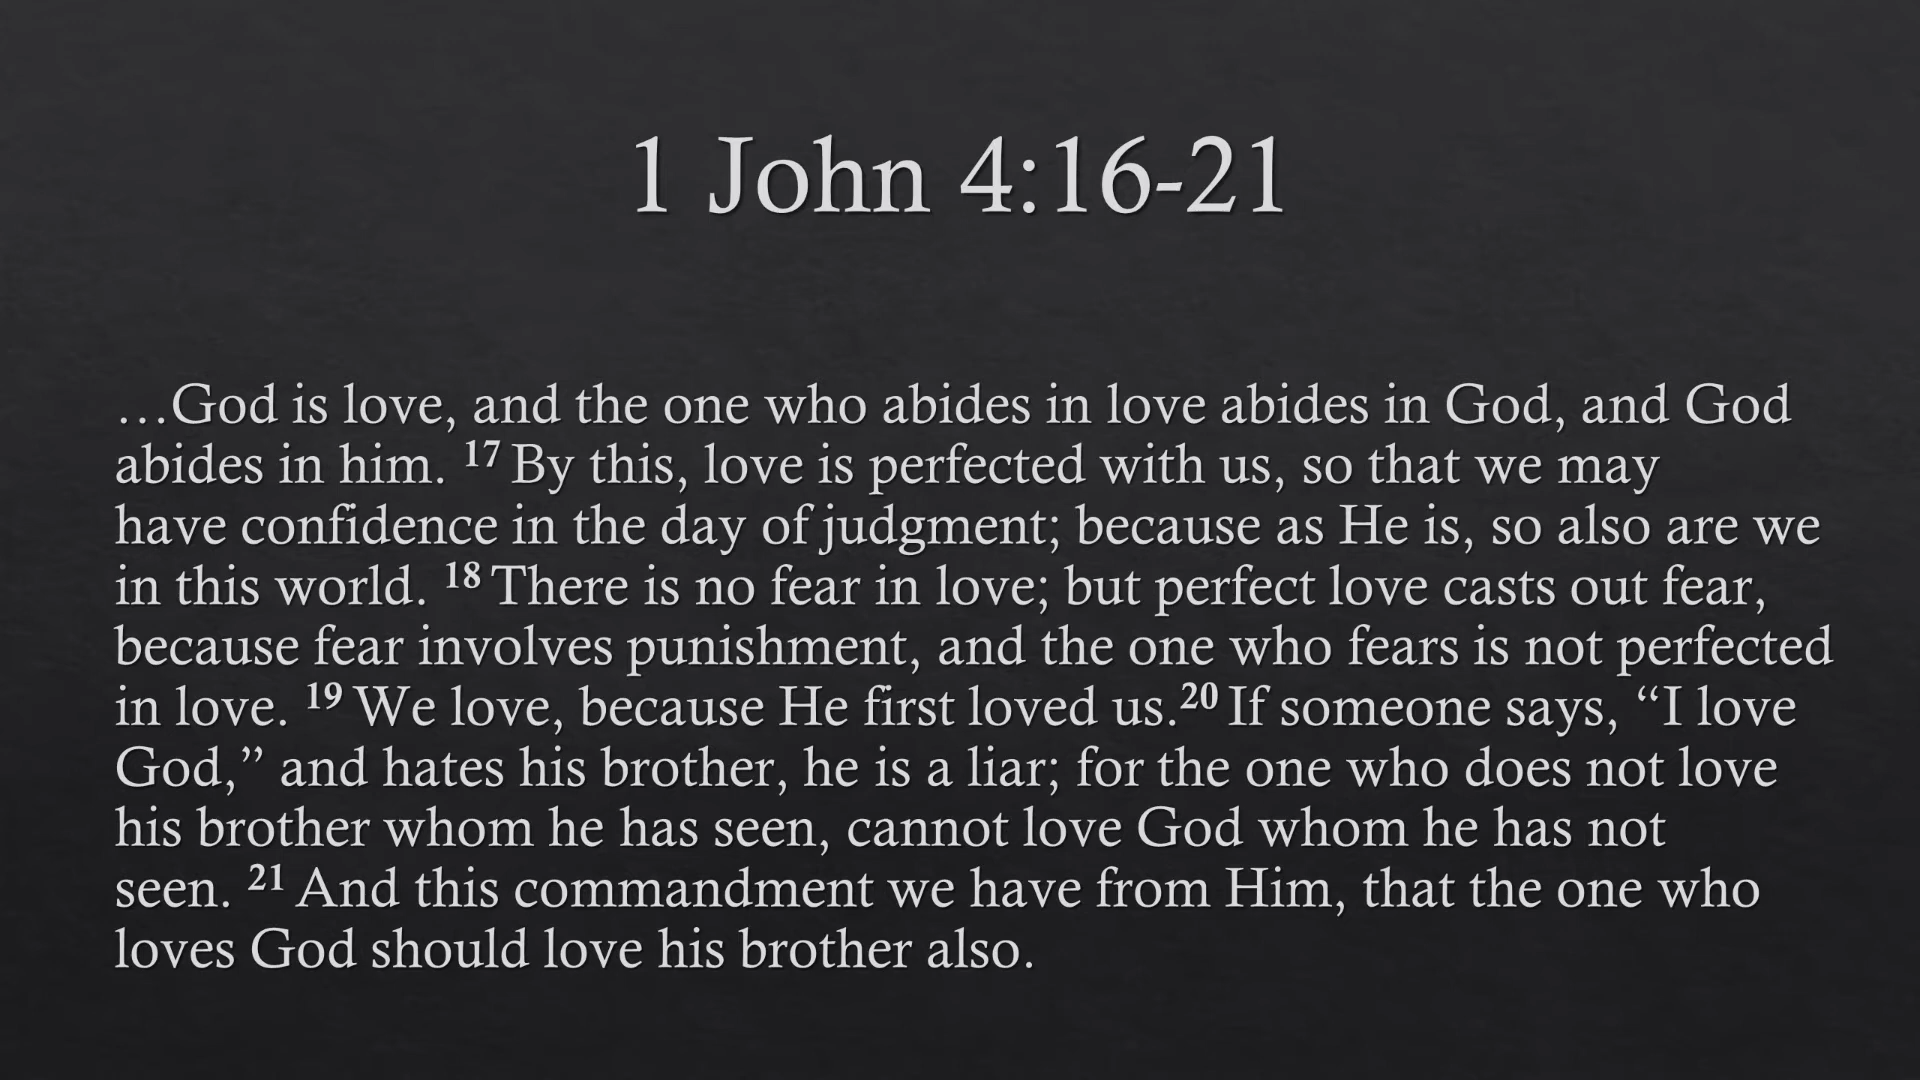 1 John 4:16-21
…God is love, and the one who abides in love abides in God, and God
abides in him. 17 By this, love is perfected with us, so that we may
have confidence in the day of judgment; because as He is, so also are we
in this world. 18 There is no fear in love; but perfect love casts out fear,
because fear involves punishment, and the one who fears is not perfected
in love. 19 We love, because He first loved us.20 If someone says, “I love
God,” and hates his brother, he is a liar; for the one who does not love
his brother whom he has seen, cannot love God whom he has not
seen. 21 And this commandment we have from Him, that the one who
loves God should love his brother also.